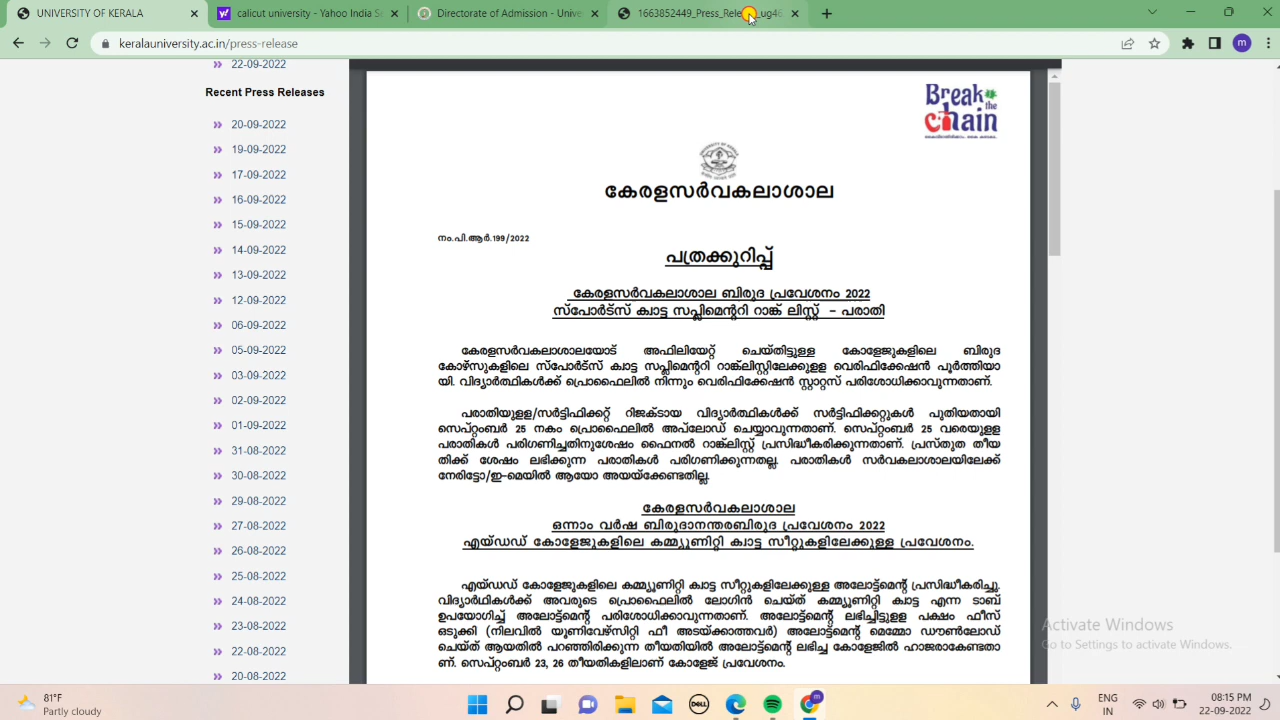 UNIVERSITY OF KERALA
calicut university - Yahoo India Se
Directorate of Admission - Unive
1663852449_Press_Rele ug46
keralauniversity.ac.in/press-release
m
22-09-2022
Recent Press Releases
20-09-2022
19-09-2022
17-09-2022
16-09-2022
15-09-2022
14-09-2022
13-09-2022
12-09-2022
06-09-2022
05-09-2022
03-09-2022
02-09-2022
01-09-2022
31-08-2022
30-08-2022
29-08-2022
27-08-2022
26-08-2022
25-08-2022
24-08-2022
23-08-2022
22-08-2022
20-08-2022
Break
the
chain
കേരളസർവകലാശാല
നം.പി.ആർ.199/2022
പത്രക്കുറിപ്പ്
കേരളസർവകലാശാല ബിരുദ പ്രവേശനം 2022
സ്പോർട്സ് ക്വാട്ട സപ്ലിമെന്ററി റാങ്ക് ലിസ്റ്റ് - പരാതി
കേരളസർവകലാശാലയോട് അഫിലിയേറ്റ് ചെയ്തിട്ടുള്ള കോളേജുകളിലെ ബിരുദ
കോഴ്സുകളിലെ സ്പോർട്സ് ക്വാട്ട സപ്ലിമെന്ററി റാങ്ക്‌ലിസ്റ്റിലേക്കുളള വെരിഫിക്കേഷൻ പൂർത്തിയാ
യി. വിദ്യാർത്ഥികൾക്ക് പ്രൊഫൈലിൽ നിന്നും വെരിഫിക്കേഷൻ സ്റ്റാറ്റസ് പരിശോധിക്കാവുന്നതാണ്.
പരാതിയുളള/സർട്ടിഫിക്കറ്റ് റിജക്ടായ വിദ്യാർത്ഥികൾക്ക് സർട്ടിഫിക്കറ്റുകൾ പുതിയതായി
സെപ്റ്റംബർ 25 നകം പ്രൊഫൈലിൽ അപ്‌ലോഡ് ചെയ്യാവുന്നതാണ്. സെപ്റ്റംബർ 25 വരെയുളള
പരാതികൾ പരിഗണിച്ചതിനുശേഷം ഫൈനൽ റാങ്ക്‌ലിസ്റ്റ് പ്രസിദ്ധീകരിക്കുന്നതാണ്. പ്രസ്തുത തീയ
തിക്ക് ശേഷം ലഭിക്കുന്ന പരാതികൾ പരിഗണിക്കുന്നതല്ല. പരാതികൾ സർവകലാശാലയിലേക്ക്
നേരിട്ടോ/ഇ-മെയിൽ ആയോ അയയ്ക്കേണ്ടതില്ല.
കേരളസർവകലാശാല
ഒന്നാം വർഷ ബിരുദാനന്തരബിരുദ പ്രവേശനം 2022
എയ്ഡഡ് കോളേജുകളിലെ കമ്മ്യൂണിറ്റി ക്വാട്ട സീറ്റുകളിലേക്കുള്ള പ്രവേശനം.
എയ്ഡഡ് കോളേജുകളിലെ കമ്മ്യൂണിറ്റി ക്വാട്ട സീറ്റുകളിലേക്കുള്ള അലോട്ട്മെന്റ് പ്രസിദ്ധീകരിച്ചു.
വിദ്യാർഥികൾക്ക് അവരുടെ പ്രൊഫൈലിൽ ലോഗിൻ ചെയ്ത് കമ്മ്യൂണിറ്റി ക്വാട്ട എന്ന ടാബ്
ഉപയോഗിച്ച് അലോട്ട്മെന്റ് പരിശോധിക്കാവുന്നതാണ്. അലോട്ട്മെന്റ് ലഭിച്ചിട്ടുളള പക്ഷം ഫീസ്
ഒടുക്കി (നിലവിൽ യൂണിവേഴ്സിറ്റി ഫീ അടയ്ക്കാത്തവർ) അലോട്ട്മെന്റ് മെമ്മോ ഡൗൺലോഡ്
ചെയ്ത് ആയതിൽ പറഞ്ഞിരിക്കുന്ന തീയതിയിൽ അലോട്ട്മെന്റ് ലഭിച്ച കോളേജിൽ ഹാജരാകേണ്ടതാ
ണ്. സെപ്റ്റംബർ 23, 26 തീയതികളിലാണ് കോളേജ് പ്രവേശനം.
Activate Windows
Go to Settings to activate Windows.
81°F
Partly cloudy
DELL
m
ENG
IN
08:15 PM
22-09-2022